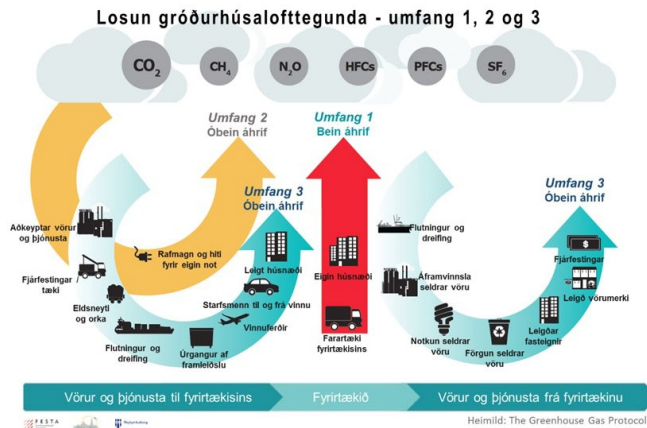 Losun gróðurhúsalofttegunda - umfang 1, 2 og 3
CO2
CH4
N2O
HFCs
PFCs
SF6
Umfang 2
Óbein áhrif
Umfang 1
Bein áhrif
Umfang 3
Óbein áhrif
Umfang 3
Óbein áhrif
Aðkeyptar vörur
og þjónusta
Fjárfestingar
tæki
Eldsneyti
og orka
Flutningur og
dreifing
Úrgangur af
framleiðslu
Vinnuferðir
Starfsmenn til og frá vinnu
Leigt húsnæði
Rafmagn og hiti
fyrir eigin not
Eigin húsnæði
Farartæki
fyrirtækisins
Flutningur og
dreifing
Áframvinnsla
seldrar vöru
Notkun seldrar
vöru
Förgun seldrar
vöru
Leigðar
fasteignir
Leigð vörumerki
Fjárfestingar
Vörur og þjónusta til fyrirtækisins
Fyrirtækið
Vörur og þjónusta frá fyrirtækinu
FESTA
Reykjavíkurborg
Heimild: The Greenhouse Gas Protocol